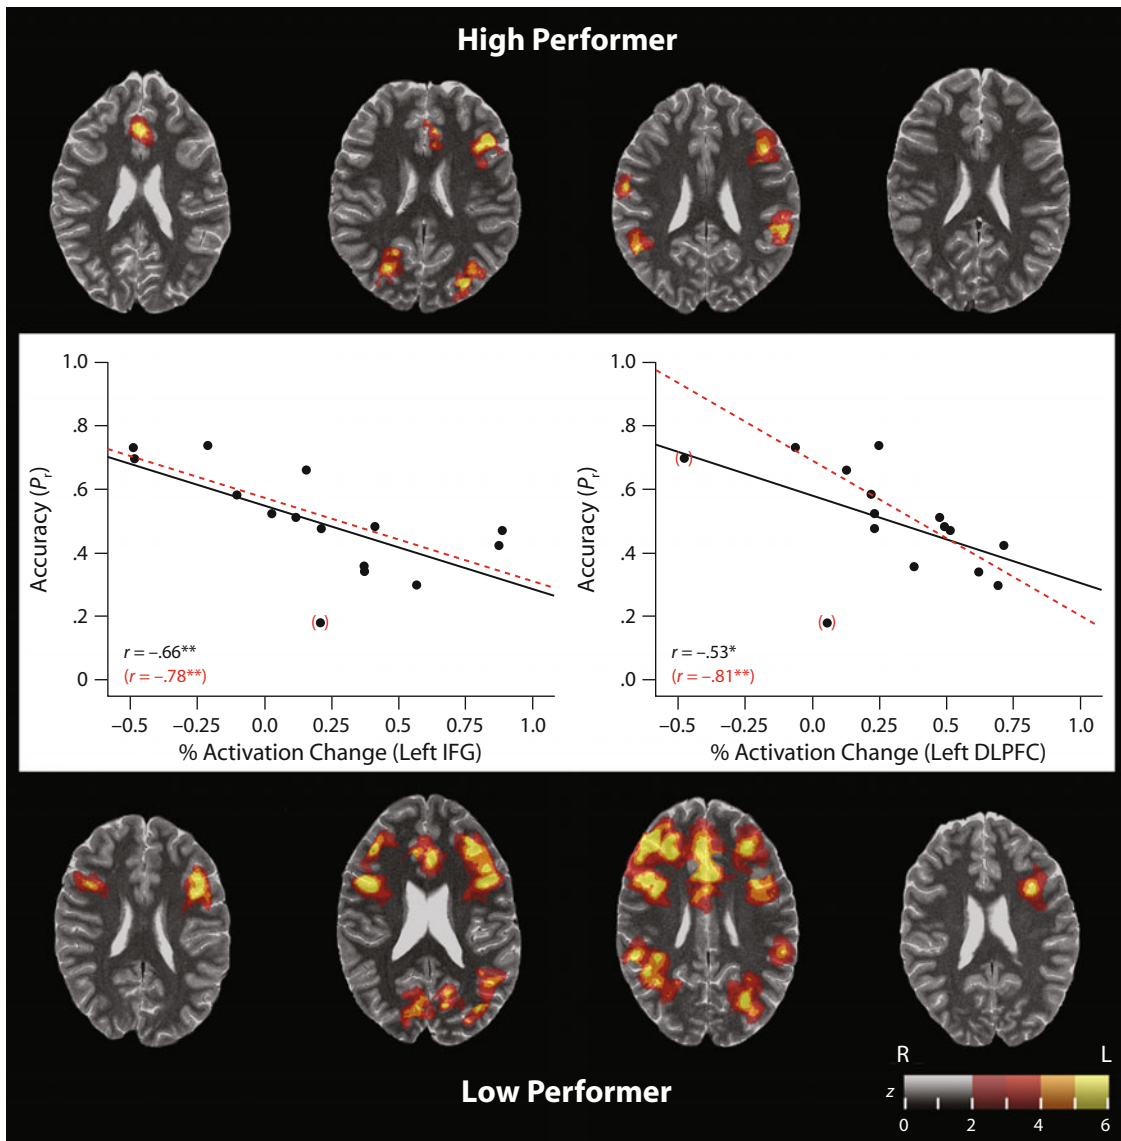 High Performer
1.0
.8
.6
.4
.2
0
Accuracy (Pr)
r = –.66**
(r = –.78**)
–0.5 –0.25 0.0 0.25 0.5 0.75 1.0
% Activation Change (Left IFG)
1.0
.8
.6
.4
.2
.0
Accuracy (Pr)
r = –.53*
(r = –.81**)
–0.5 –0.25 0.0 0.25 0.5 0.75 1.0
% Activation Change (Left DLPFC)
Low Performer
R L
z
0 2 4 6